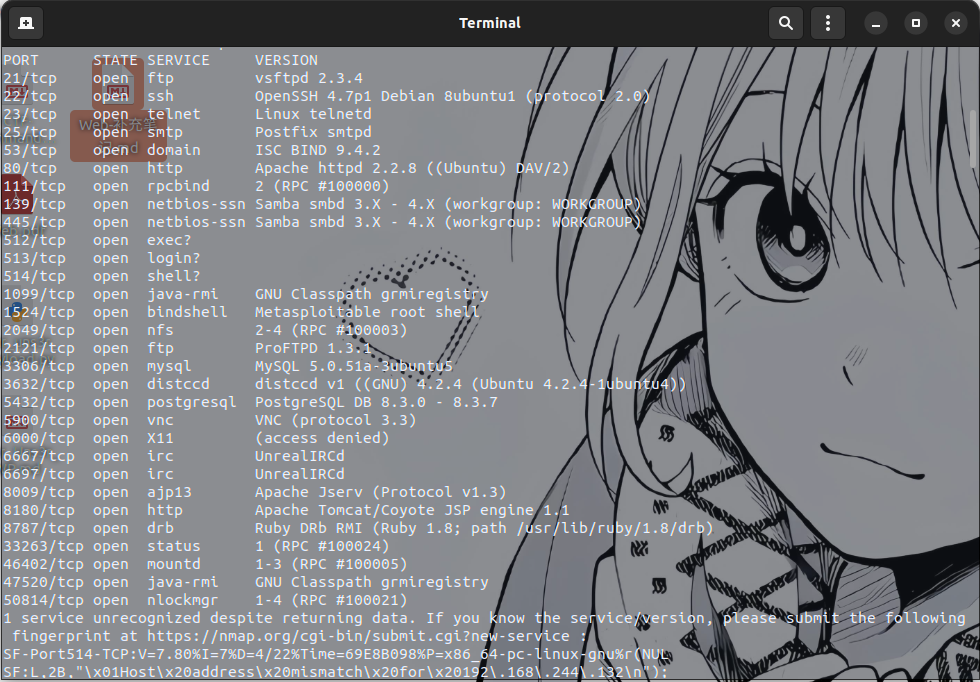 Terminal
PORT STATE SERVICE VERSION
21/tcp open ftp vsftpd 2.3.4
22/tcp open ssh OpenSSH 4.7p1 Debian 8ubuntu1 (protocol 2.0)
23/tcp open telnet Linux telnetd
25/tcp open smtp Postfix smtpd
53/tcp open domain ISC BIND 9.4.2
80/tcp open http Apache httpd 2.2.8 ((Ubuntu) DAV/2)
111/tcp open rpcbind 2 (RPC #100000)
139/tcp open netbios-ssn Samba smbd 3.X - 4.X (workgroup: WORKGROUP)
445/tcp open netbios-ssn Samba smbd 3.X - 4.X (workgroup: WORKGROUP)
512/tcp open exec?
513/tcp open login?
514/tcp open shell?
1099/tcp open java-rmi GNU Classpath grmiregistry
1524/tcp open bindshell Metasploitable root shell
2049/tcp open nfs 2-4 (RPC #100003)
2121/tcp open ftp ProFTPD 1.3.1
3306/tcp open mysql MySQL 5.0.51a-3ubuntu5
3632/tcp open distccd distccd v1 ((GNU) 4.2.4 (Ubuntu 4.2.4-1ubuntu4))
5432/tcp open postgresql PostgreSQL DB 8.3.0 - 8.3.7
5900/tcp open vnc VNC (protocol 3.3)
6000/tcp open X11 (access denied)
6667/tcp open irc UnrealIRCd
6697/tcp open irc UnrealIRCd
8009/tcp open ajp13 Apache Jserv (Protocol v1.3)
8180/tcp open http Apache Tomcat/Coyote JSP engine 1.1
8787/tcp open drb Ruby DRb RMI (Ruby 1.8; path /usr/lib/ruby/1.8/drb)
33263/tcp open status 1 (RPC #100024)
46402/tcp open mountd 1-3 (RPC #100005)
47520/tcp open java-rmi GNU Classpath grmiregistry
50814/tcp open nlockmgr 1-4 (RPC #100021)
1 service unrecognized despite returning data. If you know the service/version, please submit the following
fingerprint at https://nmap.org/cgi-bin/submit.cgi?new-service :
SF-Port514-TCP:V=7.80%I=7%D=4/22%Time=69E8B098%P=x86_64-pc-linux-gnu%r(NUL
SF:L,2B,"\x01Host\x20address\x20mismatch\x20for\x20192\.168\.244\.132\n");